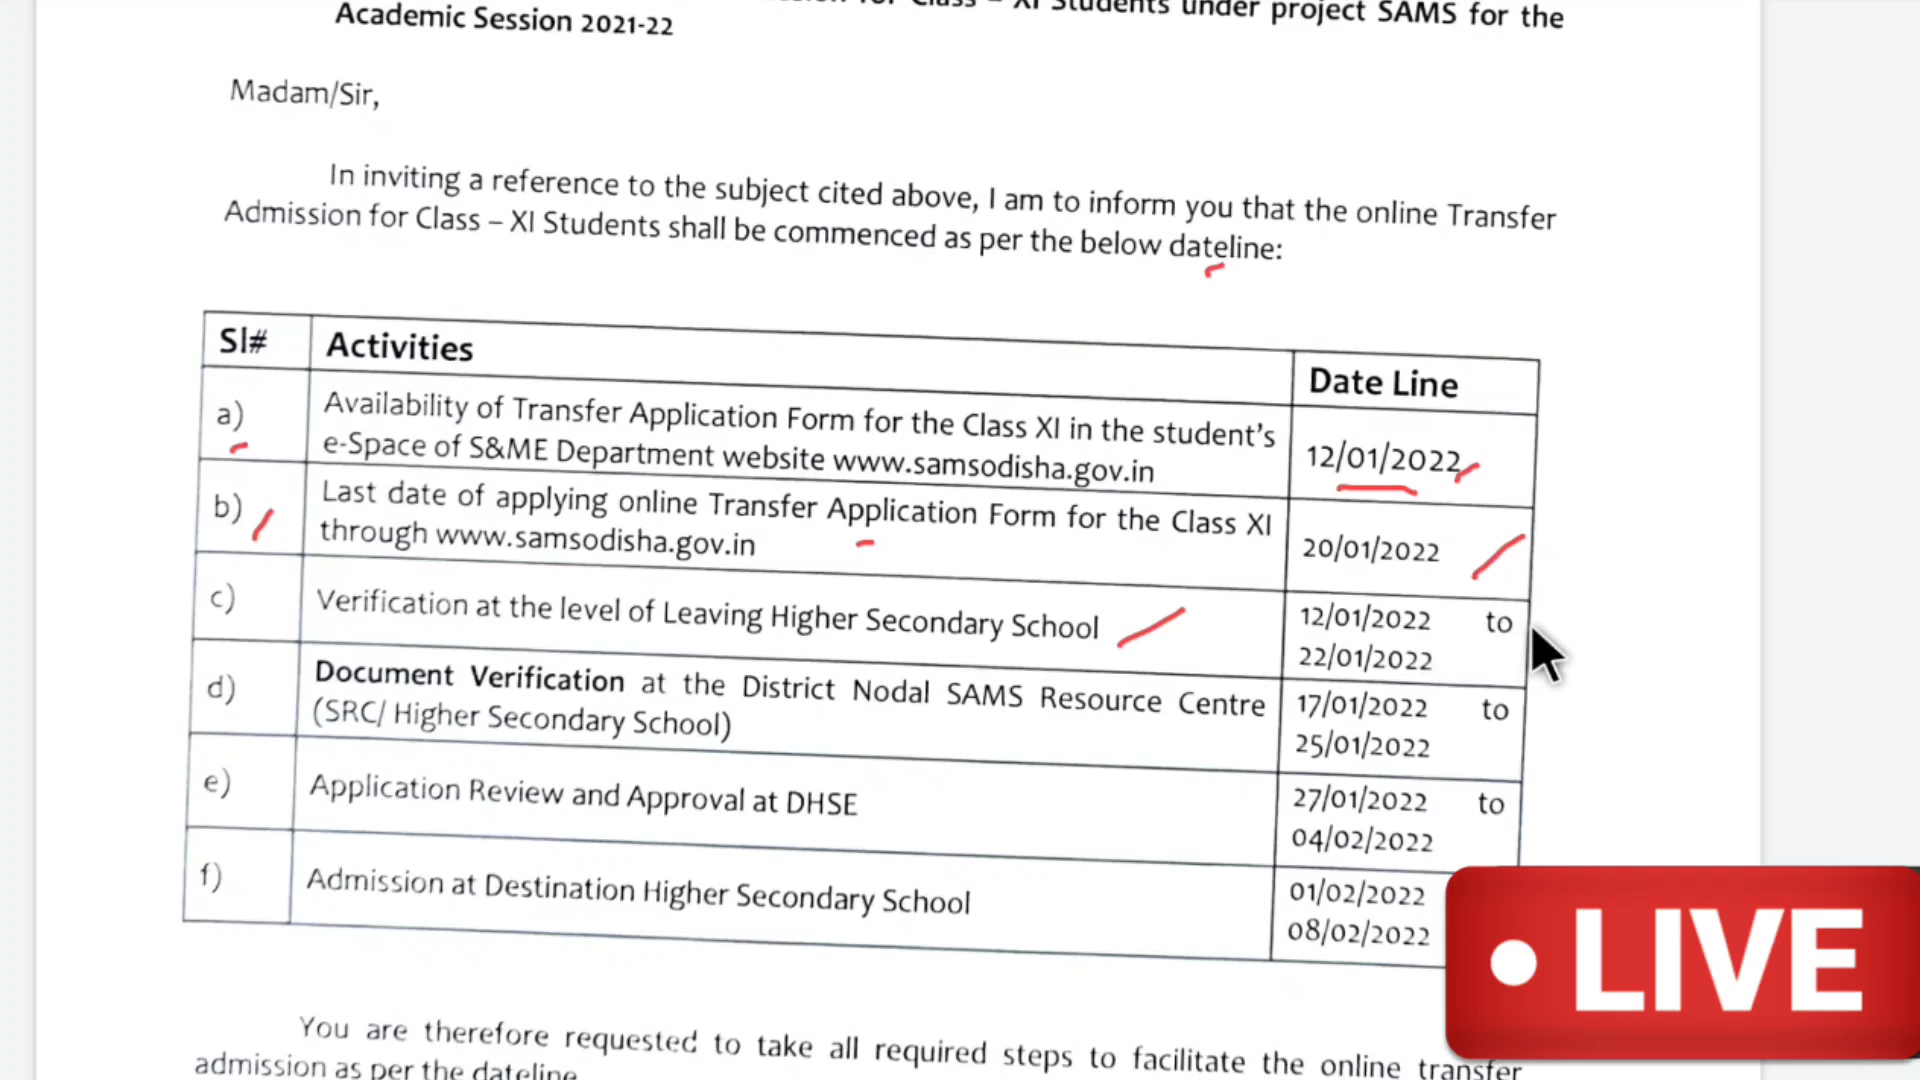 for Class – XI Students under project SAMS for the
Academic Session 2021-22
Madam/Sir,
In inviting a reference to the subject cited above, I am to inform you that the online Transfer
Admission for Class – XI Students shall be commenced as per the below dateline:
Sl# Activities Date Line
a) Availability of Transfer Application Form for the Class XI in the student's
e-Space of S&ME Department website www.samsodisha.gov.in 12/01/2022
b) Last date of applying online Transfer Application Form for the Class XI
through www.samsodisha.gov.in 20/01/2022
c) Verification at the level of Leaving Higher Secondary School 12/01/2022 to
22/01/2022
d) Document Verification at the District Nodal SAMS Resource Centre 17/01/2022 to
(SRC/ Higher Secondary School) 25/01/2022
e) Application Review and Approval at DHSE 27/01/2022 to
04/02/2022
f) Admission at Destination Higher Secondary School 01/02/2022
08/02/2022
LIVE
You are therefore requested to take all required steps to facilitate the online transfer
admission as per the dateline